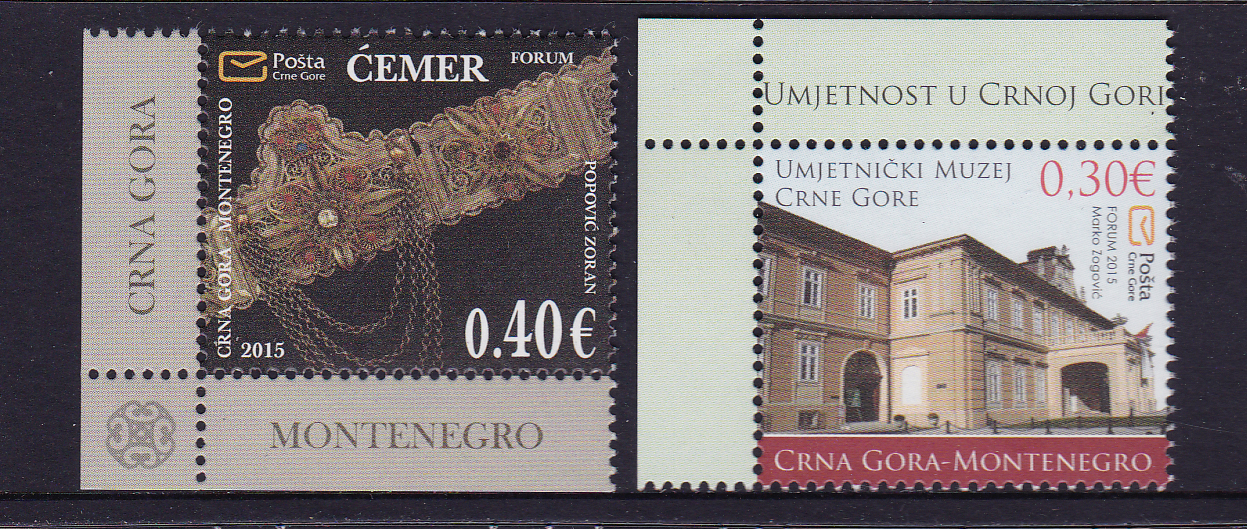 CRNA GORA
Pošta
Crne Gore
ĆEMER
FORUM
CRNA GORA MONTENEGRO
POPOVIĆ ZORAN
2015
0.40€
MONTENEGRO
UMJETNOST U CRNOJ GORI
UMJETNIČKI MUZEJ
CRNE GORE
0,30€
Pošta
Crne Gore
FORUM 2015
Marko Zagović
CRNA GORA-MONTENEGRO